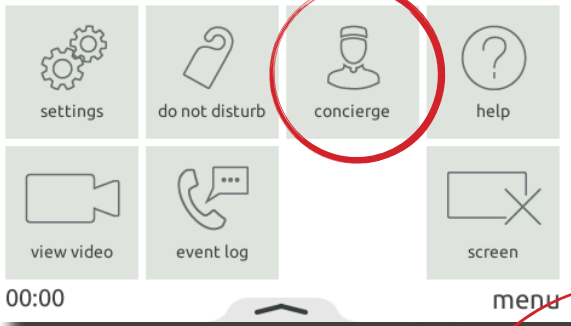 settings do not disturb concierge help
view video event log screen
00:00 menu